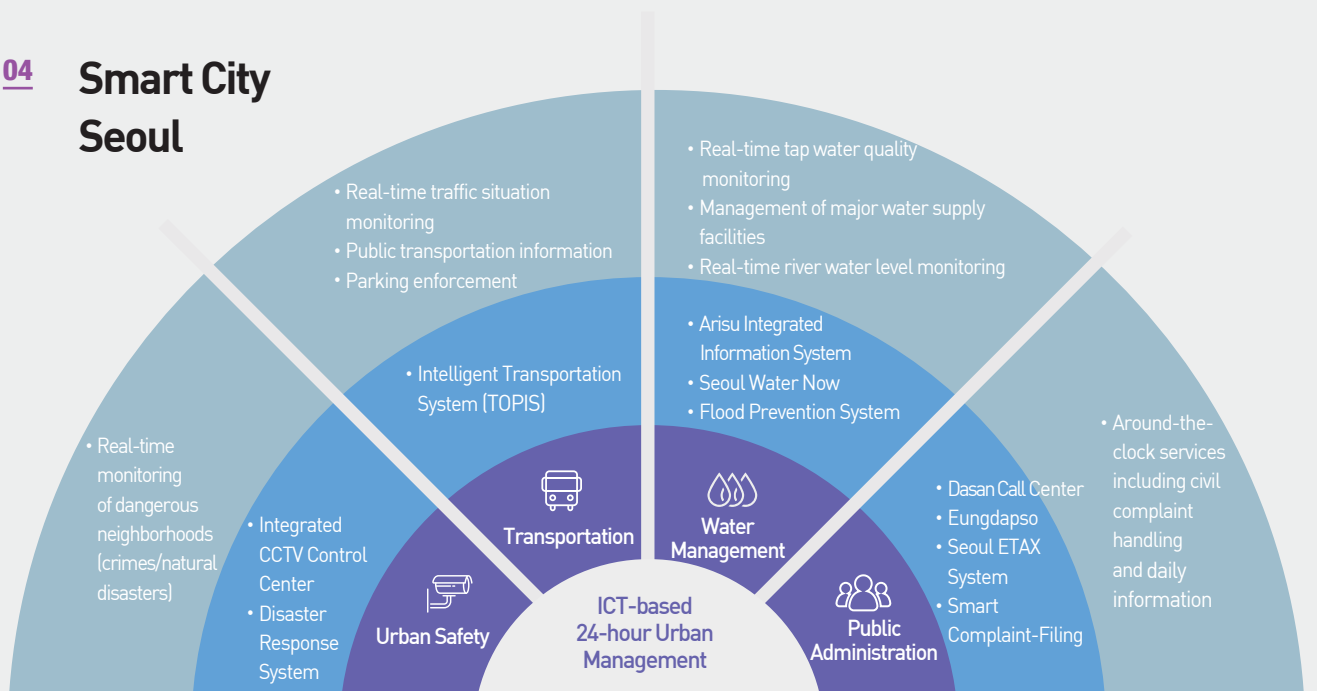 04
Smart City
Seoul
• Real-time
monitoring
of dangerous
neighborhoods
(crimes/natural
disasters)
• Integrated
CCTV Control
Center
• Disaster
Response
System
Urban Safety
• Real-time traffic situation
monitoring
• Public transportation information
• Parking enforcement
• Intelligent Transportation
System (TOPIS)
Transportation
• Real-time tap water quality
monitoring
• Management of major water supply
facilities
• Real-time river water level monitoring
• Arisu Integrated
Information System
• Seoul Water Now
• Flood Prevention System
Water
Management
• Around-the-
clock services
including civil
complaint
handling
and daily
information
• Dasan Call Center
• Eungdapso
• Seoul ETAX
System
• Smart
Complaint-Filing
Public
Administration
ICT-based
24-hour Urban
Management